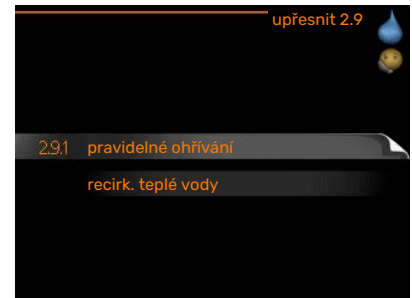 upřesnit 2.9
2.9.1 pravidelné ohřívání
recirk. teplé vody